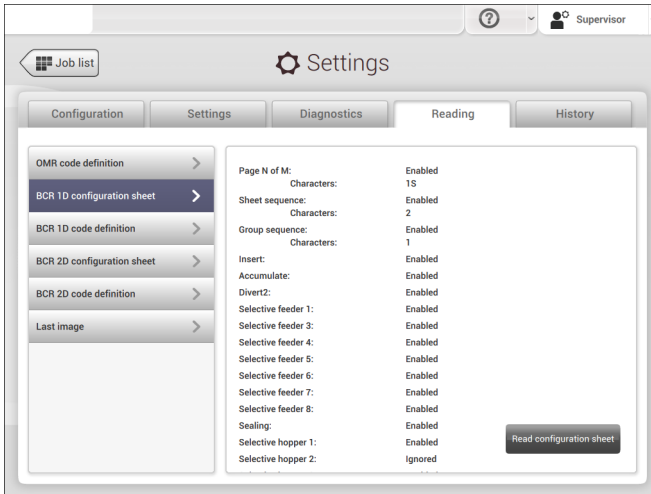 ? Supervisor
Job list
Settings
Configuration Settings Diagnostics Reading History
OMR code definition
BCR 1D configuration sheet
BCR 1D code definition
BCR 2D configuration sheet
BCR 2D code definition
Last image
Page N of M: Enabled
Characters: 1S
Sheet sequence: Enabled
Characters: 2
Group sequence: Enabled
Characters: 1
Insert: Enabled
Accumulate: Enabled
Divert2: Enabled
Selective feeder 1: Enabled
Selective feeder 3: Enabled
Selective feeder 4: Enabled
Selective feeder 5: Enabled
Selective feeder 6: Enabled
Selective feeder 7: Enabled
Selective feeder 8: Enabled
Sealing: Enabled
Selective hopper 1: Enabled
Selective hopper 2: Ignored
Read configuration sheet